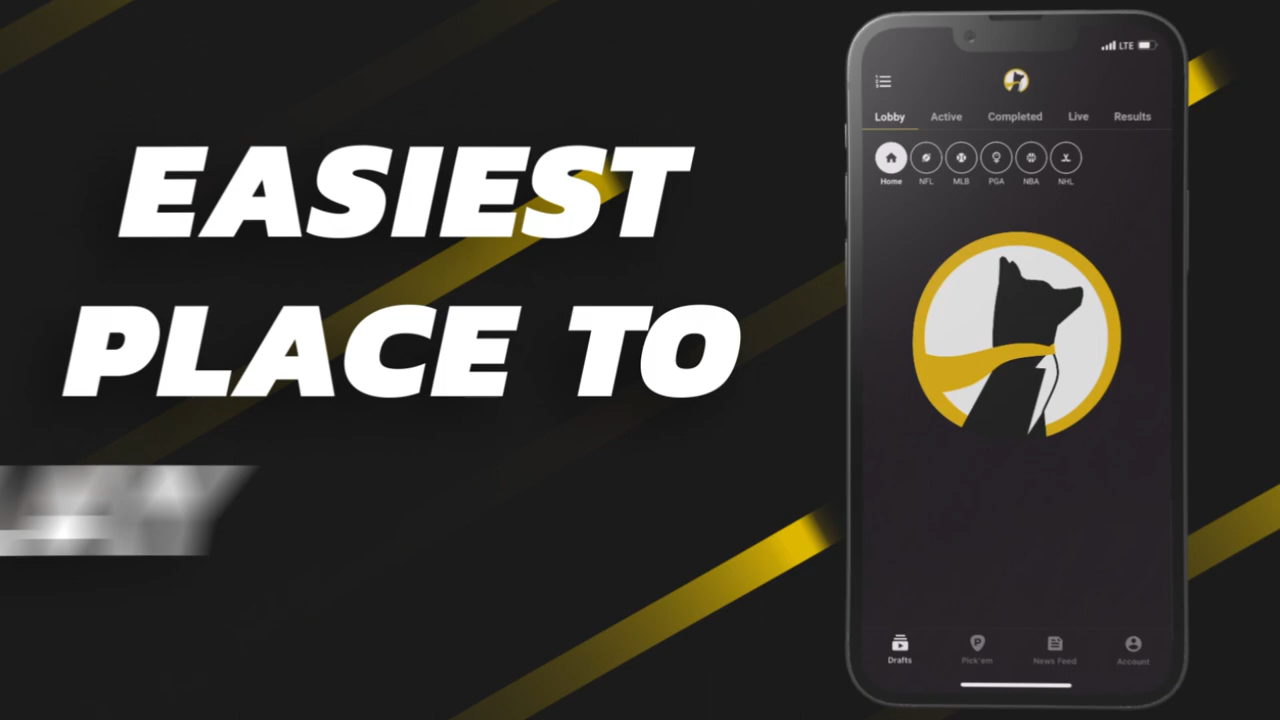 EASIEST
PLACE TO
LTE
Lobby Active Completed Live Results
Home NFL MLB PGA NBA NHL
Drafts Pick'em News Feed Account